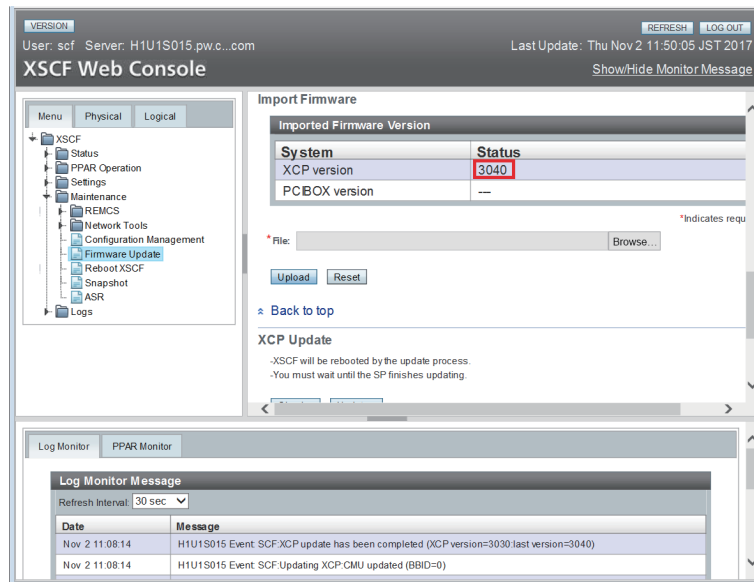 VERSION
REFRESH LOG OUT
User: scf Server: H1U1S015.pw.c...com
Last Update: Thu Nov 2 11:50:05 JST 2017
XSCF Web Console
Show/Hide Monitor Message
Menu Physical Logical
XSCF
Status
PPAR Operation
Settings
Maintenance
REMCS
Network Tools
Configuration Management
Firmware Update
Reboot XSCF
Snapshot
ASR
Logs
Import Firmware
Imported Firmware Version
System Status
XCP version 3040
PCIBOX version ---
*Indicates requ
* File: Browse...
Upload Reset
Back to top
XCP Update
-XSCF will be rebooted by the update process.
-You must wait until the SP finishes updating.
Log Monitor PPAR Monitor
Log Monitor Message
Refresh Interval: 30 sec
Date Message
Nov 2 11:08:14 H1U1S015 Event: SCF:XCP update has been completed (XCP version=3030:last version=3040)
Nov 2 11:08:14 H1U1S015 Event: SCF:Updating XCP:CMU updated (BBID=0)